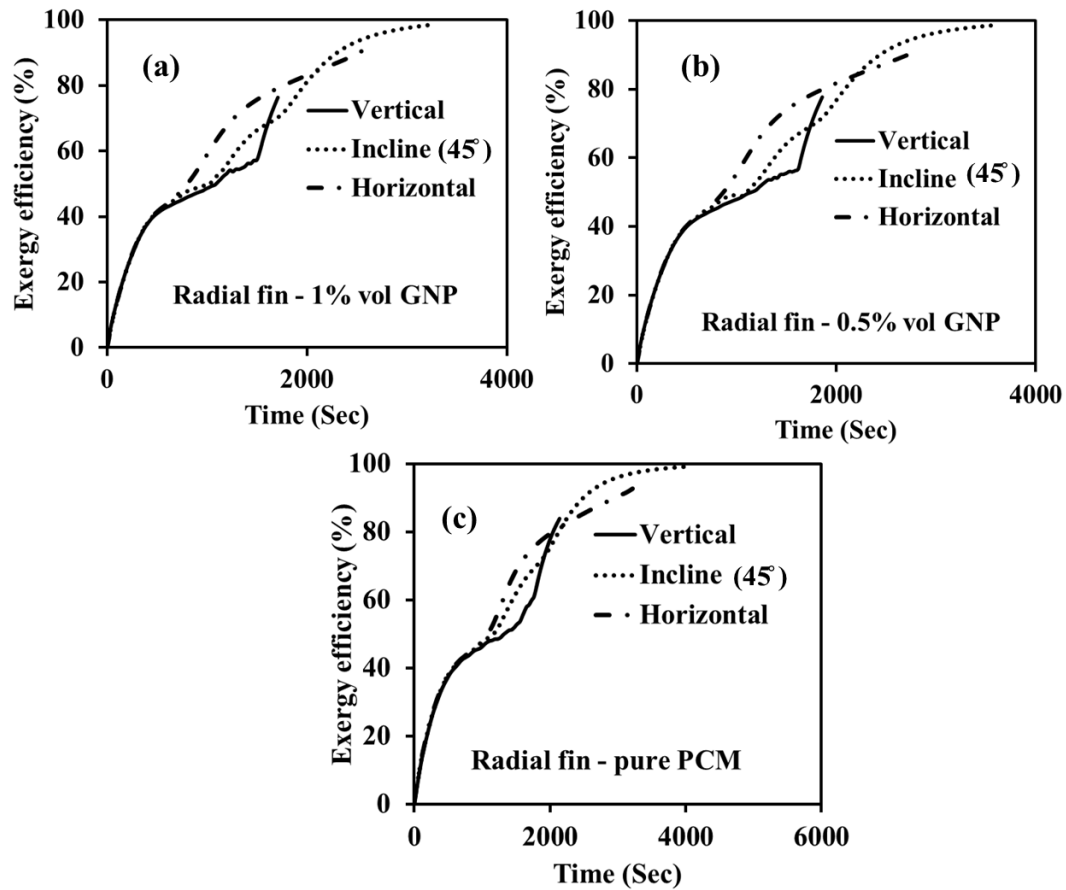 (a)
Exergy efficiency (%)
100
80
60
40
20
0
Vertical
Incline (45°)
Horizontal
Radial fin - 1% vol GNP
0
2000
4000
Time (Sec)
(b)
Exergy efficiency (%)
100
80
60
40
20
0
Vertical
Incline (45°)
Horizontal
Radial fin - 0.5% vol GNP
0
2000
4000
Time (Sec)
(c)
Exergy efficiency (%)
100
80
60
40
20
0
Vertical
Incline (45°)
Horizontal
Radial fin - pure PCM
0
2000
4000
6000
Time (Sec)